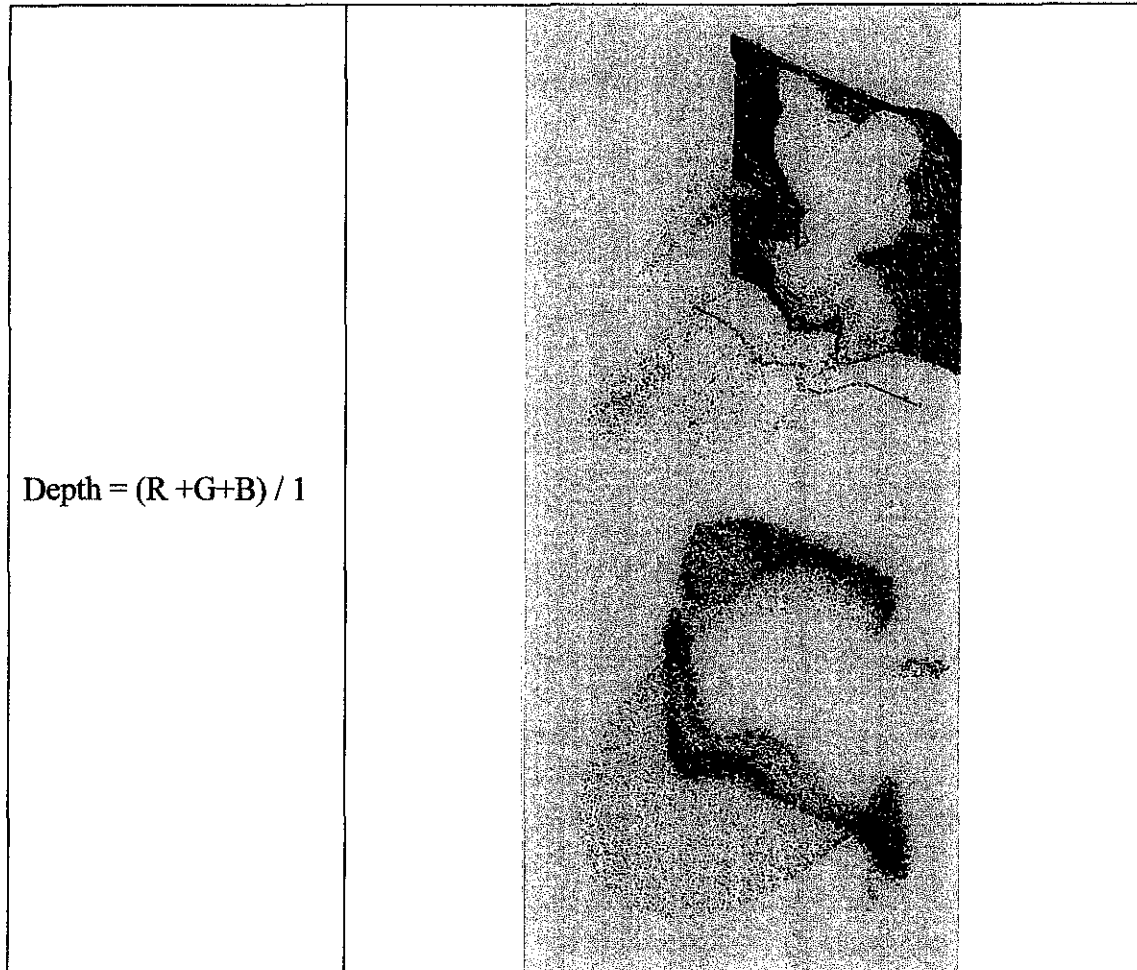 Depth = (R +G+B) / 1